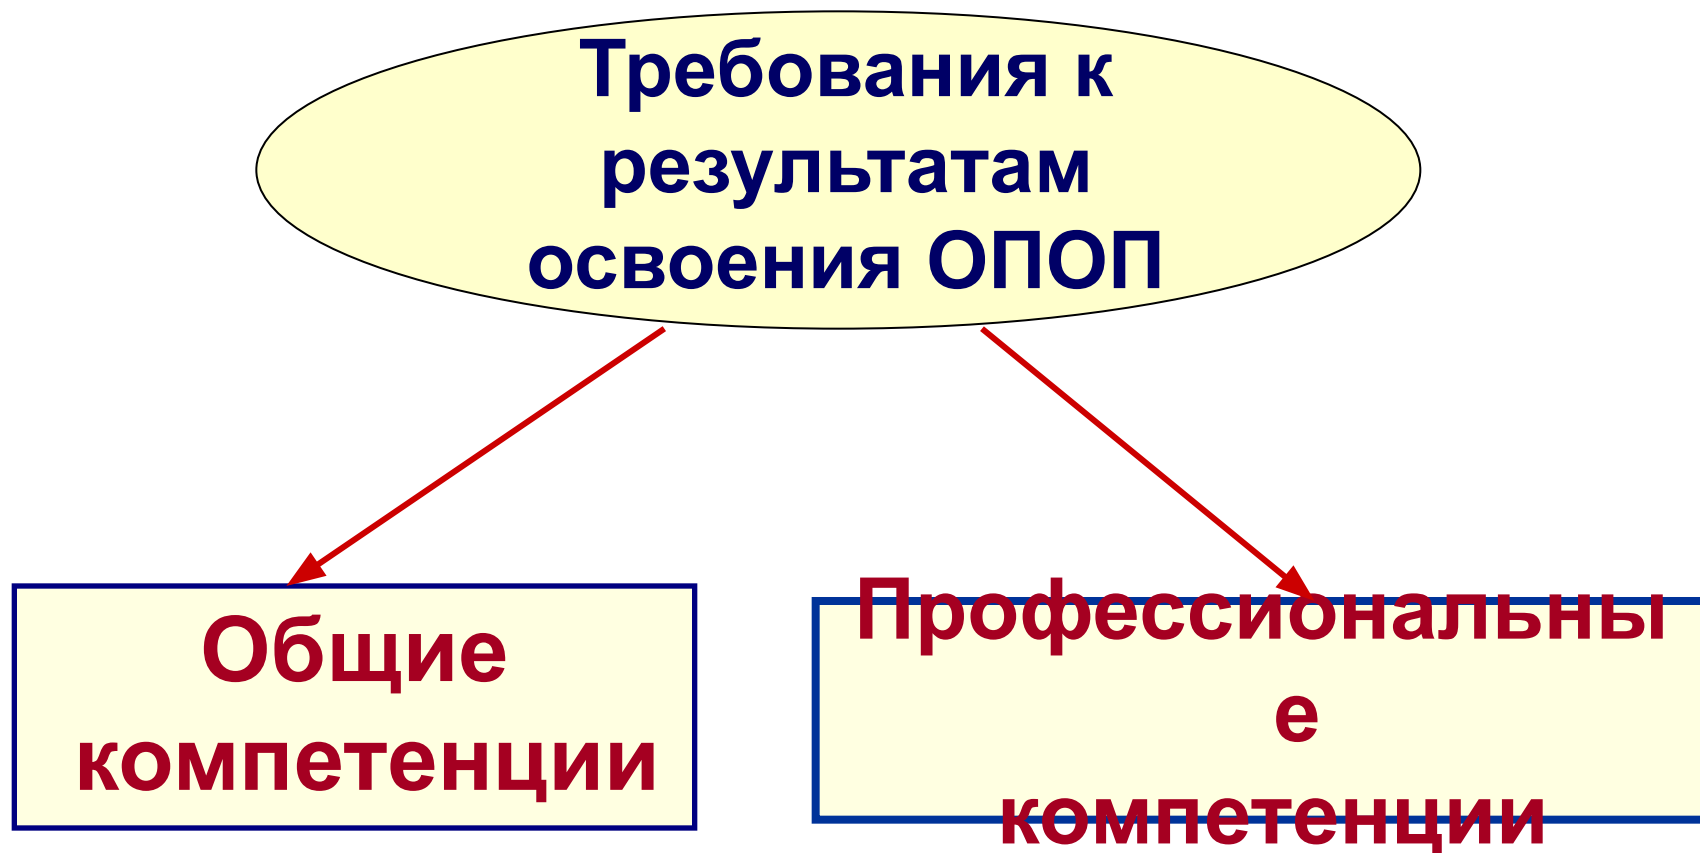 Требования к
результатам
освоения ОПОП
Общие
компетенции
Профессиональны
е
компетенции